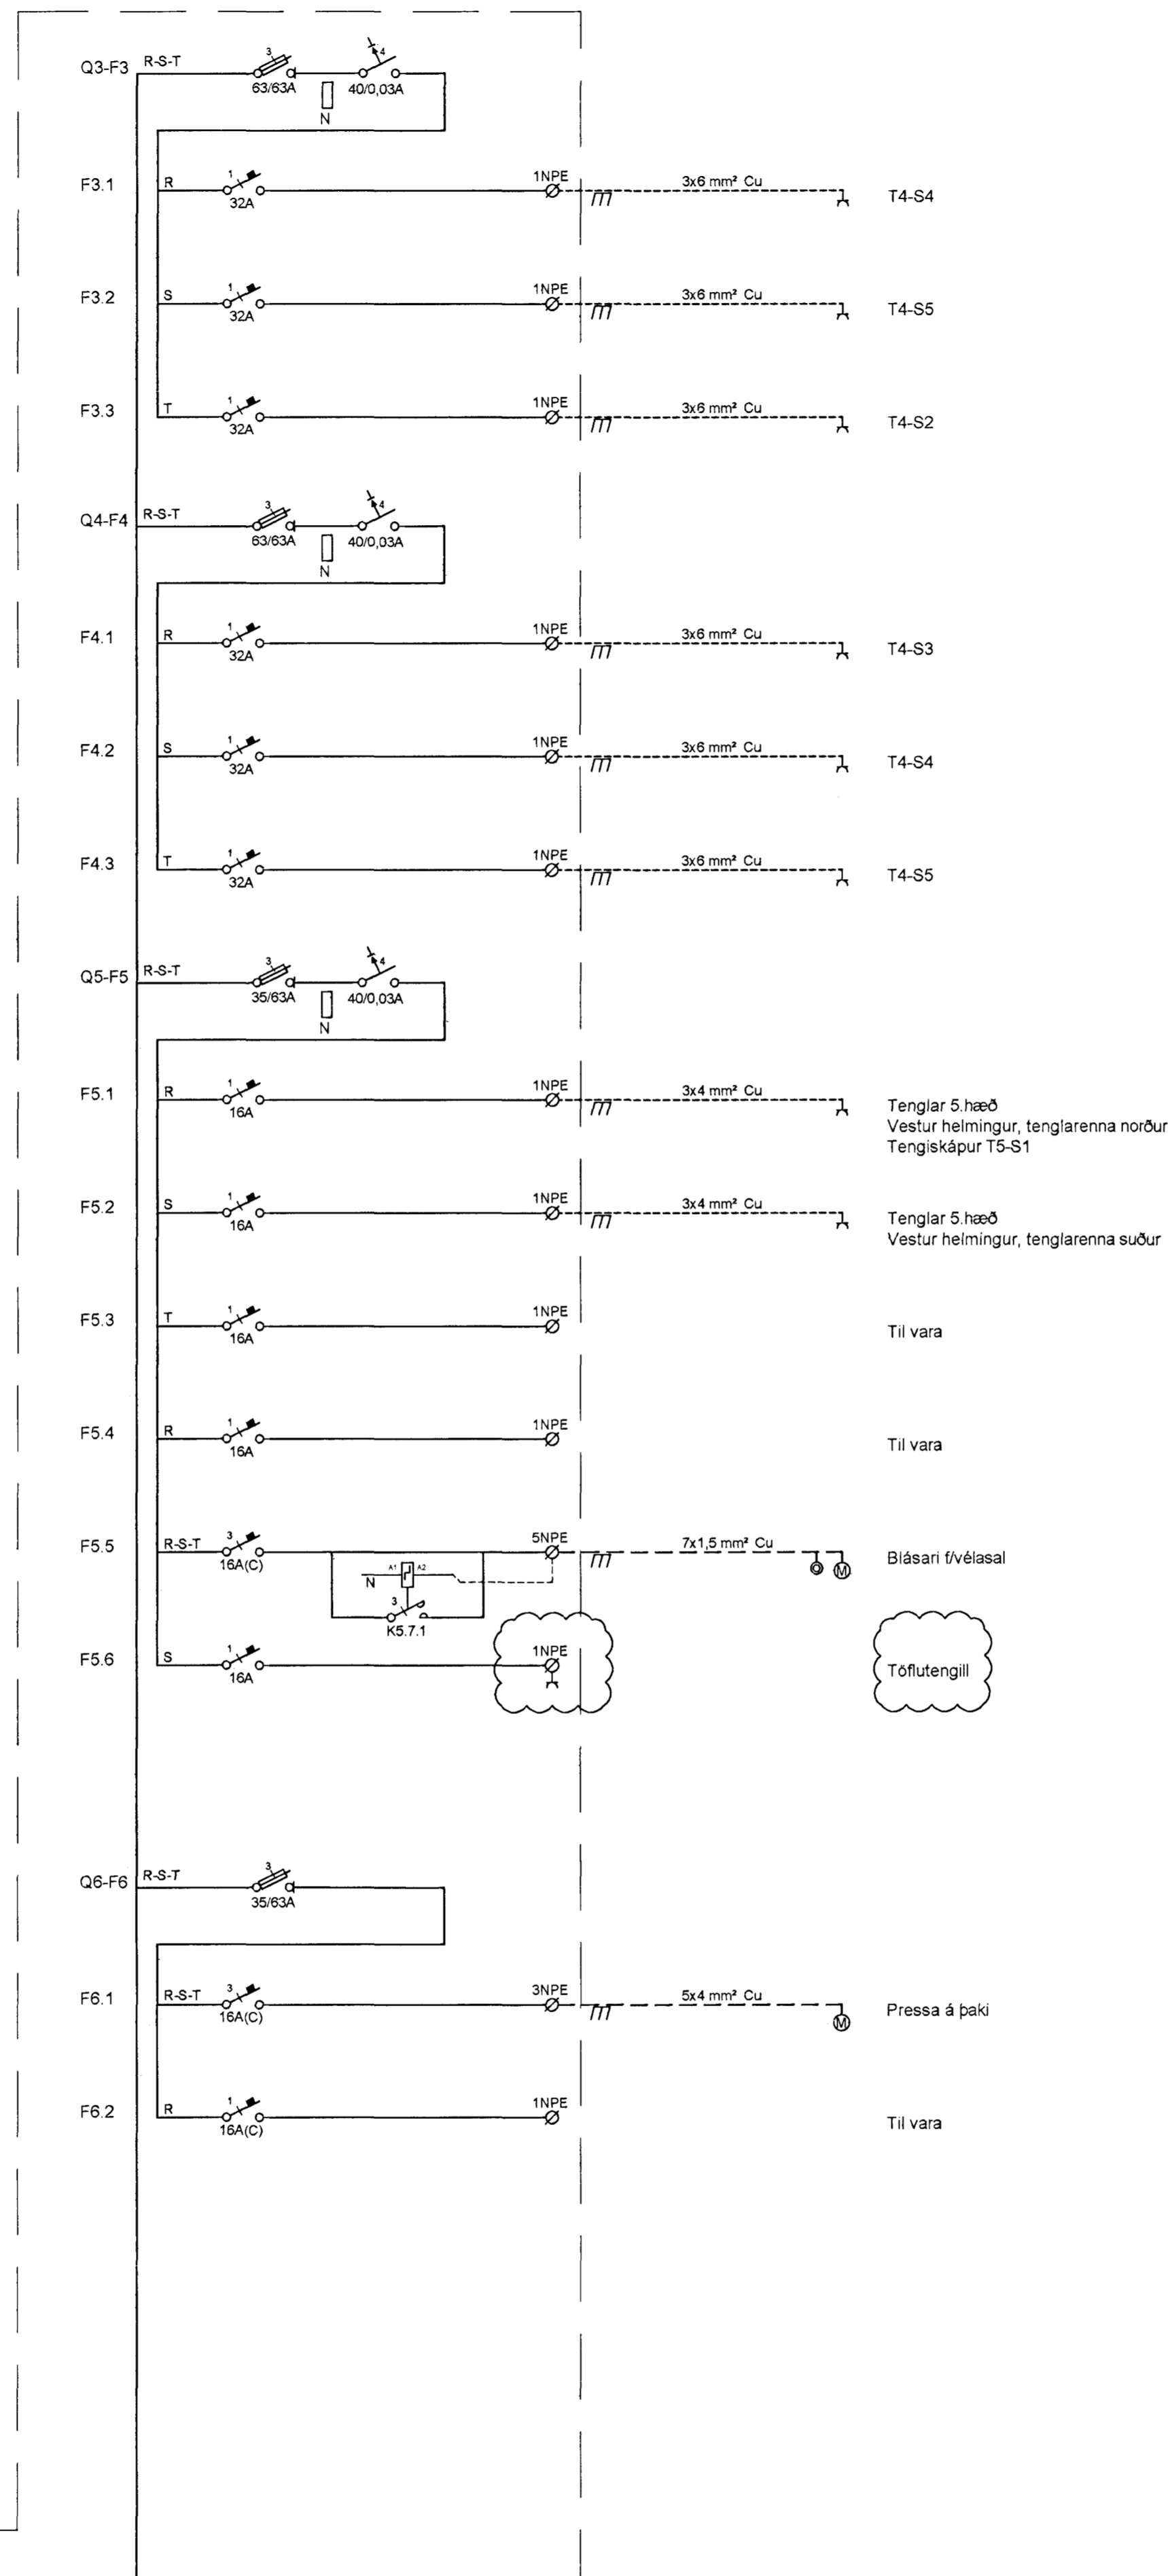 Q3-F3 R-S-T 3 4
63/63A 40/0,03A
N
F3.1 R 1 1NPE 3x6 mm² Cu T4-S4
32A
F3.2 S 1 1NPE 3x6 mm² Cu T4-S5
32A
F3.3 T 1 1NPE 3x6 mm² Cu T4-S2
32A
Q4-F4 R-S-T 3 4
63/63A 40/0,03A
N
F4.1 R 1 1NPE 3x6 mm² Cu T4-S3
32A
F4.2 S 1 1NPE 3x6 mm² Cu T4-S4
32A
F4.3 T 1 1NPE 3x6 mm² Cu T4-S5
32A
Q5-F5 R-S-T 3 4
35/63A 40/0,03A
N
F5.1 R 1 1NPE 3x4 mm² Cu Tenglar 5.hæð
16A
Vestur helmingur, tenglarenna norður
Tengiskápur T5-S1
F5.2 S 1 1NPE 3x4 mm² Cu Tenglar 5.hæð
16A
Vestur helmingur, tenglarenna suður
F5.3 T 1 1NPE Til vara
16A
F5.4 R 1 1NPE Til vara
16A
F5.5 R-S-T 3 5NPE 7x1,5 mm² Cu Blásari f/vélasal
16A(C) M
A1 A2
N
3
K5.7.1
F5.6 S 1 1NPE Töflutengill
16A
Q6-F6 R-S-T 3
35/63A
F6.1 R-S-T 3 3NPE 5x4 mm² Cu Pressa á þaki
16A(C) M
F6.2 R 1 1NPE Til vara
16A(C)